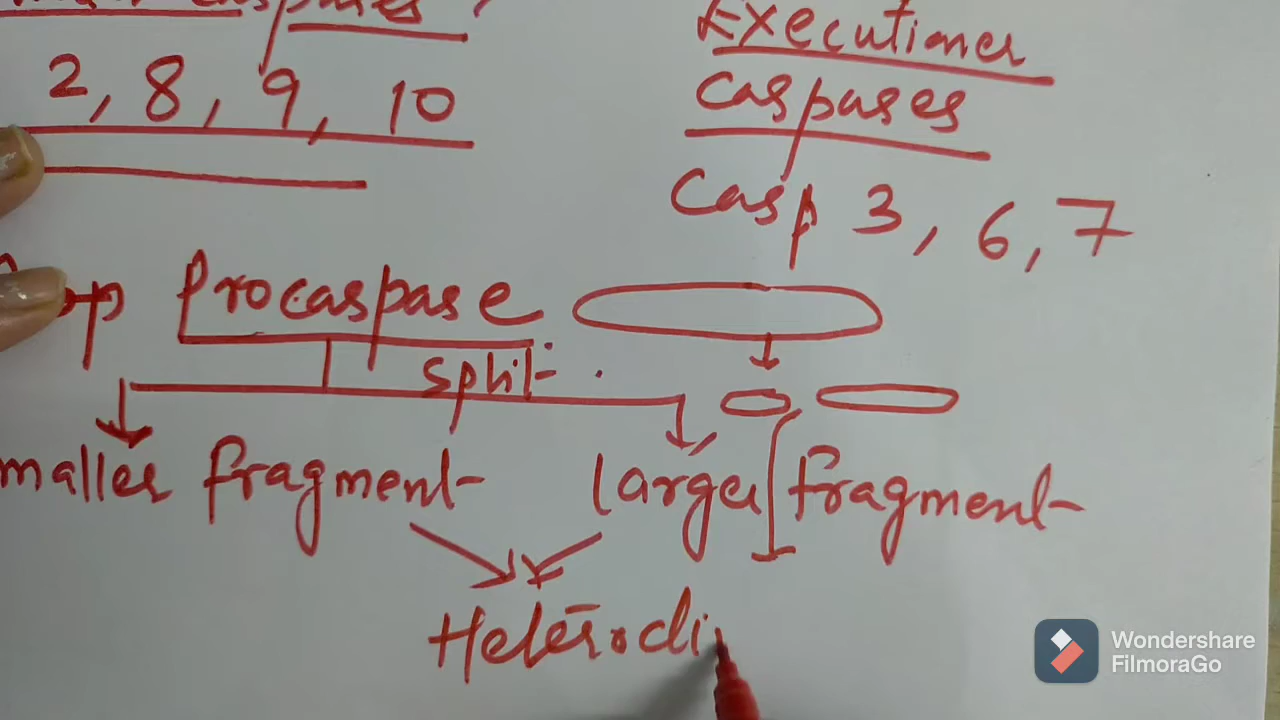 caspases
Executioner
caspases
2, 8, 9, 10
Casp 3, 6, 7
Procaspase
split
maller fragment
larger fragment
Heterodi
Wondershare
FilmoraGo